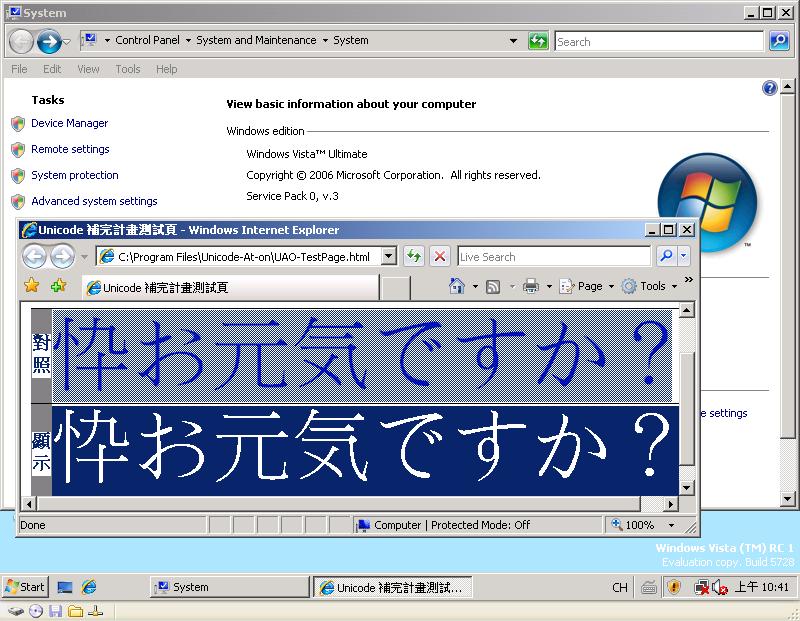 System
Control Panel System and Maintenance System
Search
File Edit View Tools Help
Tasks
Device Manager
Remote settings
System protection
Advanced system settings
View basic information about your computer
Windows edition
Windows Vista™ Ultimate
Copyright © 2006 Microsoft Corporation. All rights reserved.
Service Pack 0, v.3
e settings
Unicode 補完計畫測試頁 - Windows Internet Explorer
C:\Program Files\Unicode-At-on\UAO-TestPage.html
Live Search
Unicode 補完計畫測試頁
Page Tools
對照
忰お元気ですか？
顯示
忰お元気ですか？
Done
Computer | Protected Mode: Off
100%
Windows Vista (TM) RC 1
Evaluation copy. Build 5728
Start
System
Unicode 補完計畫測試...
CH
上午 10:41